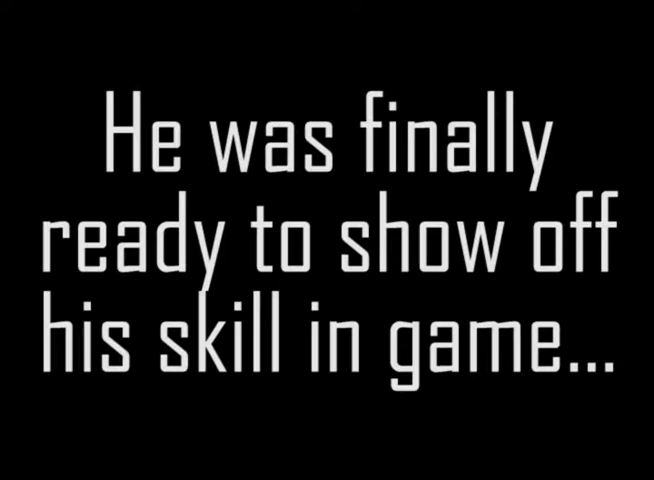 He was finally
ready to show off
his skill in game...